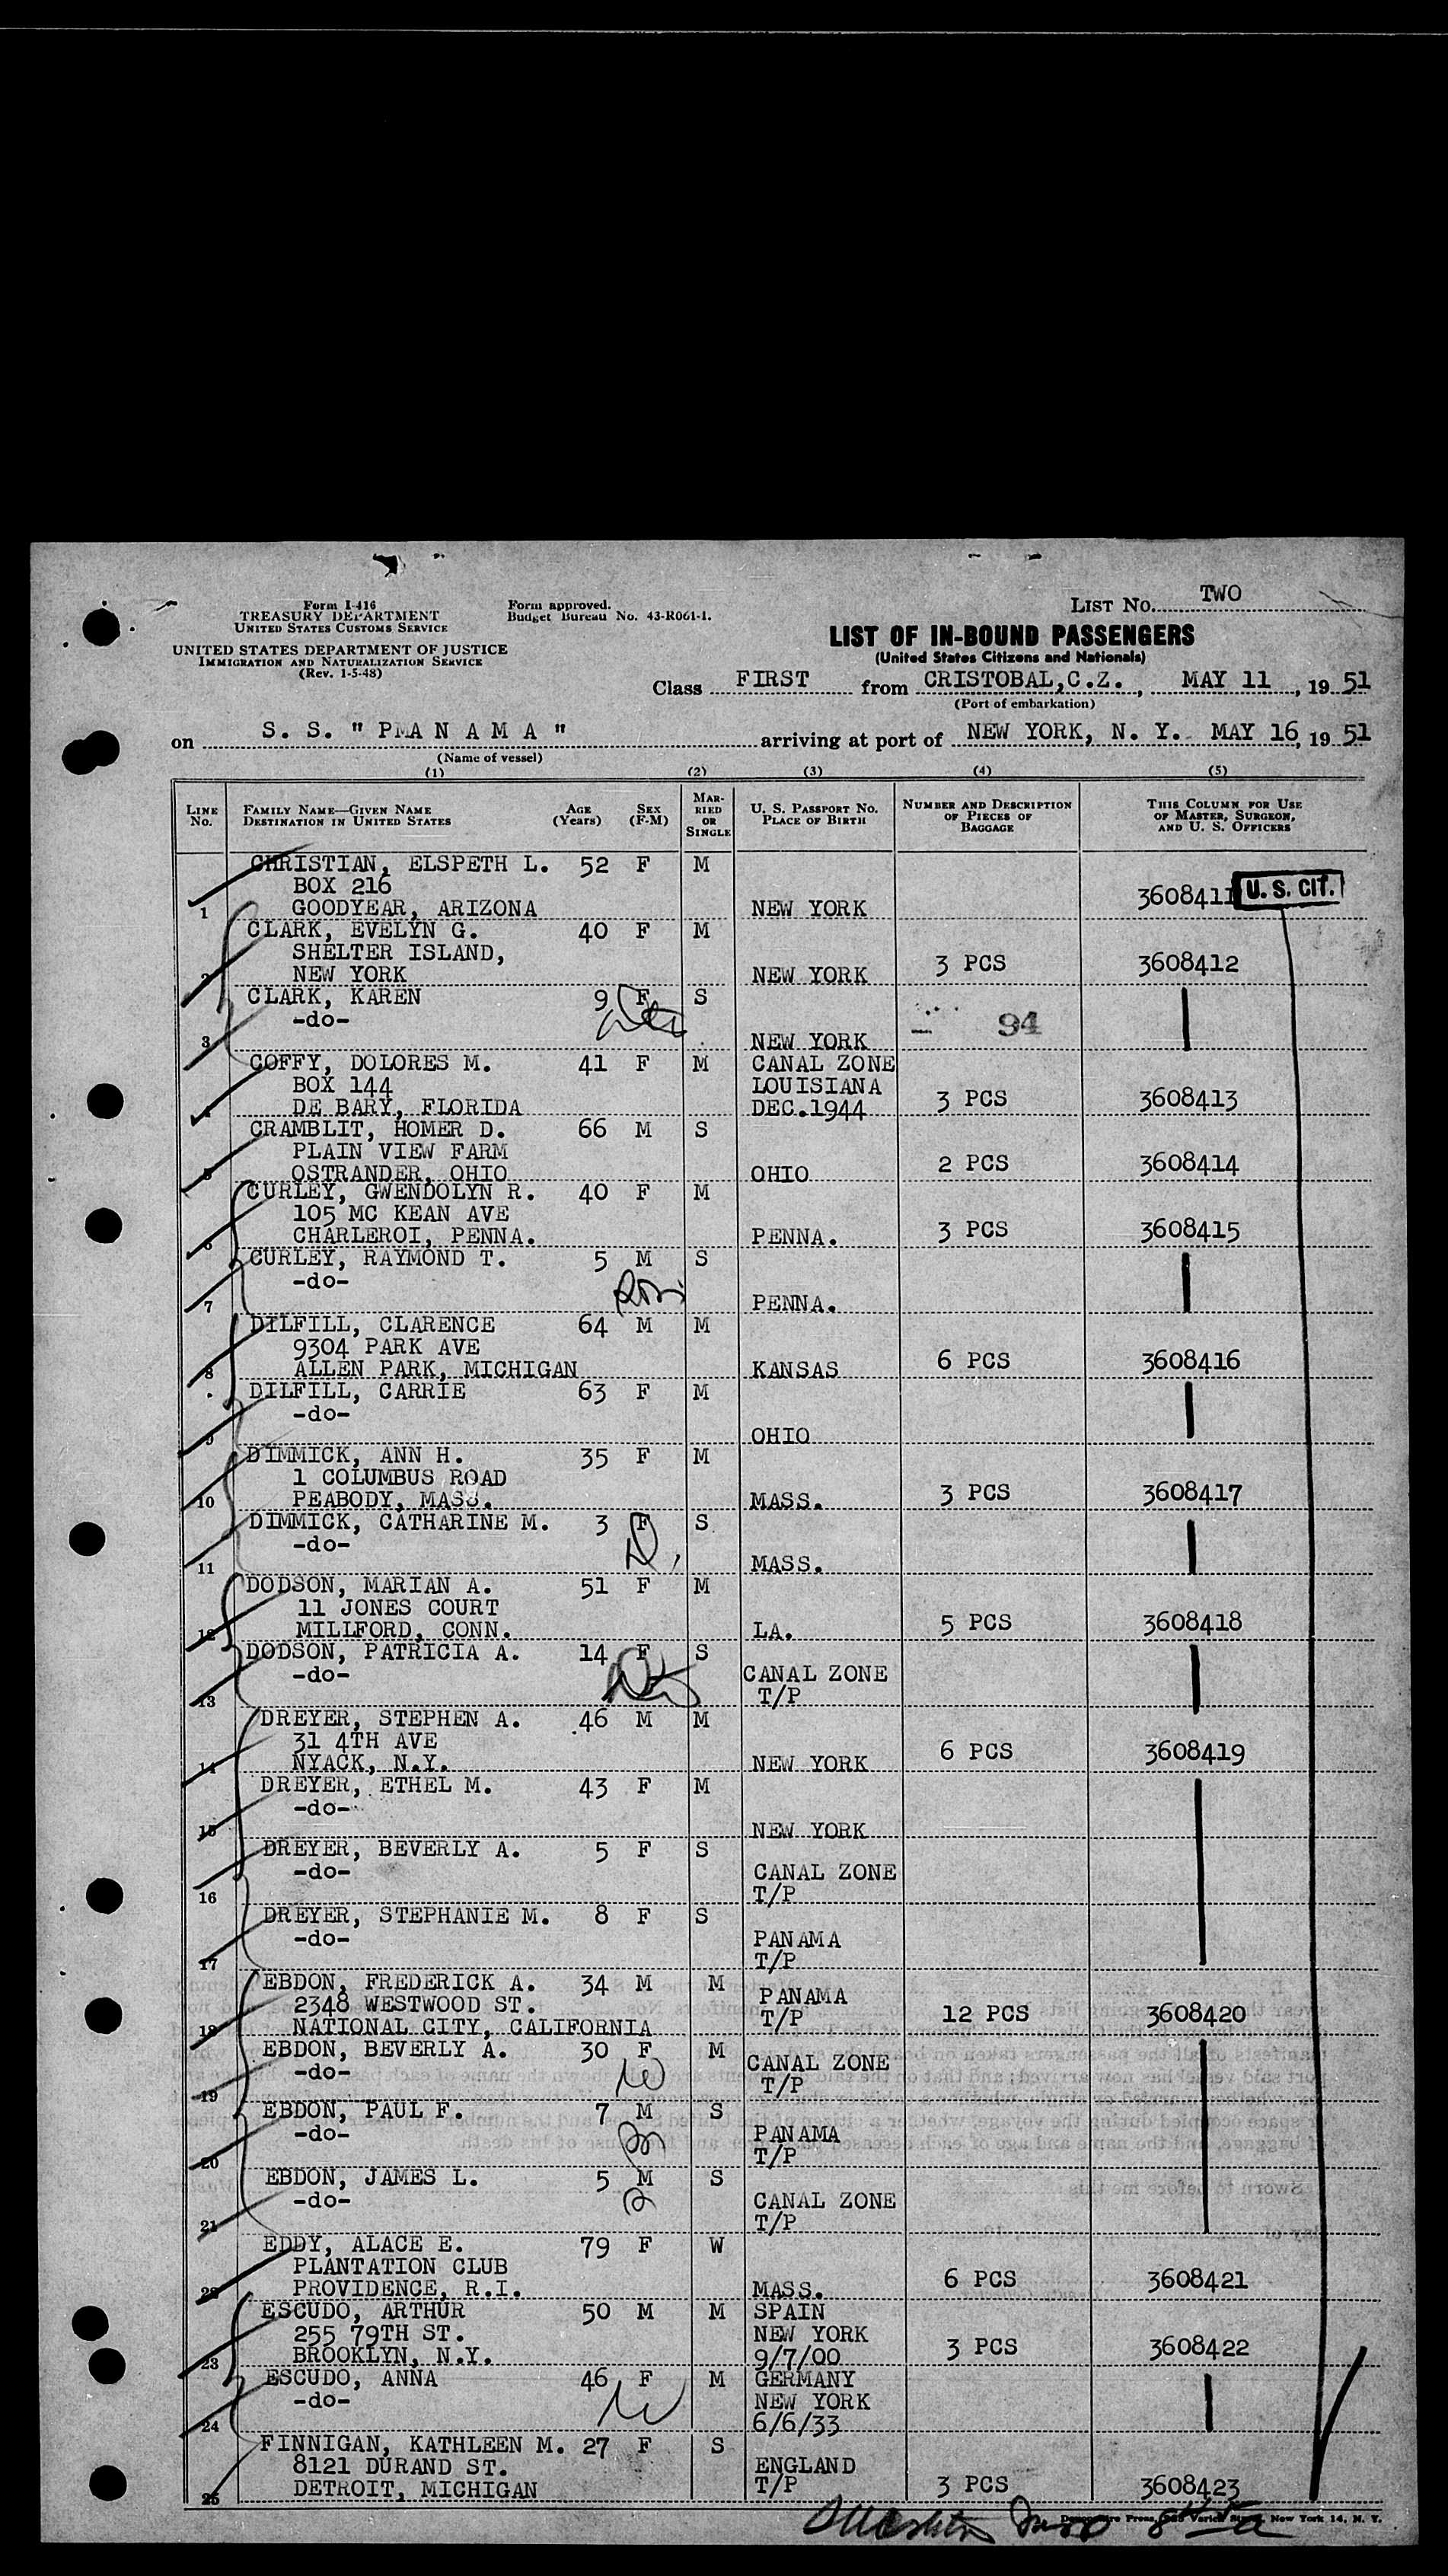 Form I-416
TREASURY DEPARTMENT
UNITED STATES CUSTOMS SERVICE
UNITED STATES DEPARTMENT OF JUSTICE
IMMIGRATION AND NATURALIZATION SERVICE
(Rev. 1-5-48)
Form approved.
Budget Bureau No. 43-R061-1.
LIST No. TWO
LIST OF IN-BOUND PASSENGERS
(United States Citizens and Nationals)
Class FIRST from CRISTOBAL,C.Z., MAY 11, 19 51
(Port of embarkation)
on S. S. " PANAMA " arriving at port of NEW YORK, N. Y. MAY 16, 19 51
(Name of vessel)
(1) (2) (3) (4) (5)
LINE No. FAMILY NAME—GIVEN NAME DESTINATION IN UNITED STATES AGE (Years) SEX (F-M) MARRIED OR SINGLE U. S. PASSPORT NO. PLACE OF BIRTH NUMBER AND DESCRIPTION OF PIECES OF BAGGAGE THIS COLUMN FOR USE OF MASTER, SURGEON, AND U. S. OFFICERS
CHRISTIAN, ELSPETH L. 52 F M
BOX 216 3608411 U. S. CIT.
1 GOODYEAR, ARIZONA NEW YORK
CLARK, EVELYN G. 40 F M
SHELTER ISLAND, 3 PCS 3608412
2 NEW YORK NEW YORK
CLARK, KAREN 9 F S
-do- 94
3 NEW YORK
COFFY, DOLORES M. 41 F M CANAL ZONE
BOX 144 LOUISIANA
4 DE BARY, FLORIDA DEC.1944 3 PCS 3608413
CRAMBLIT, HOMER D. 66 M S
PLAIN VIEW FARM 2 PCS 3608414
5 OSTRANDER, OHIO OHIO
CURLEY, GWENDOLYN R. 40 F M
105 MC KEAN AVE
6 CHARLEROI, PENNA. PENNA. 3 PCS 3608415
CURLEY, RAYMOND T. 5 M S
-do-
7 PENNA.
DILFILL, CLARENCE 64 M M
9304 PARK AVE 6 PCS 3608416
8 ALLEN PARK, MICHIGAN KANSAS
DILFILL, CARRIE 63 F M
-do-
9 OHIO
DIMMICK, ANN H. 35 F M
1 COLUMBUS ROAD 3 PCS 3608417
10 PEABODY, MASS. MASS.
DIMMICK, CATHARINE M. 3 F S
-do-
11 MASS.
DODSON, MARIAN A. 51 F M
11 JONES COURT 5 PCS 3608418
12 MILLFORD, CONN. LA.
DODSON, PATRICIA A. 14 F S
-do- CANAL ZONE
13 T/P
DREYER, STEPHEN A. 46 M M
31 4TH AVE 6 PCS 3608419
14 NYACK, N.Y. NEW YORK
DREYER, ETHEL M. 43 F M
-do-
15 NEW YORK
DREYER, BEVERLY A. 5 F S
-do- CANAL ZONE
16 T/P
DREYER, STEPHANIE M. 8 F S
-do- PANAMA
17 T/P
EBDON, FREDERICK A. 34 M M
2348 WESTWOOD ST. PANAMA
18 NATIONAL CITY, CALIFORNIA T/P 12 PCS 3608420
EBDON, BEVERLY A. 30 F M
-do- CANAL ZONE
19 T/P
EBDON, PAUL F. 7 M S
-do- PANAMA
20 T/P
EBDON, JAMES L. 5 M S
-do- CANAL ZONE
21 T/P
EDDY, ALACE E. 79 F W
PLANTATION CLUB 6 PCS 3608421
22 PROVIDENCE, R.I. MASS.
ESCUDO, ARTHUR 50 M M SPAIN
255 79TH ST. NEW YORK 3 PCS 3608422
23 BROOKLYN, N.Y. 9/7/00
ESCUDO, ANNA 46 F M GERMANY
-do- NEW YORK
24 6/6/33
FINNIGAN, KATHLEEN M. 27 F S
8121 DURAND ST. ENGLAND
25 DETROIT, MICHIGAN T/P 3 PCS 3608423
New York 14, N. Y.